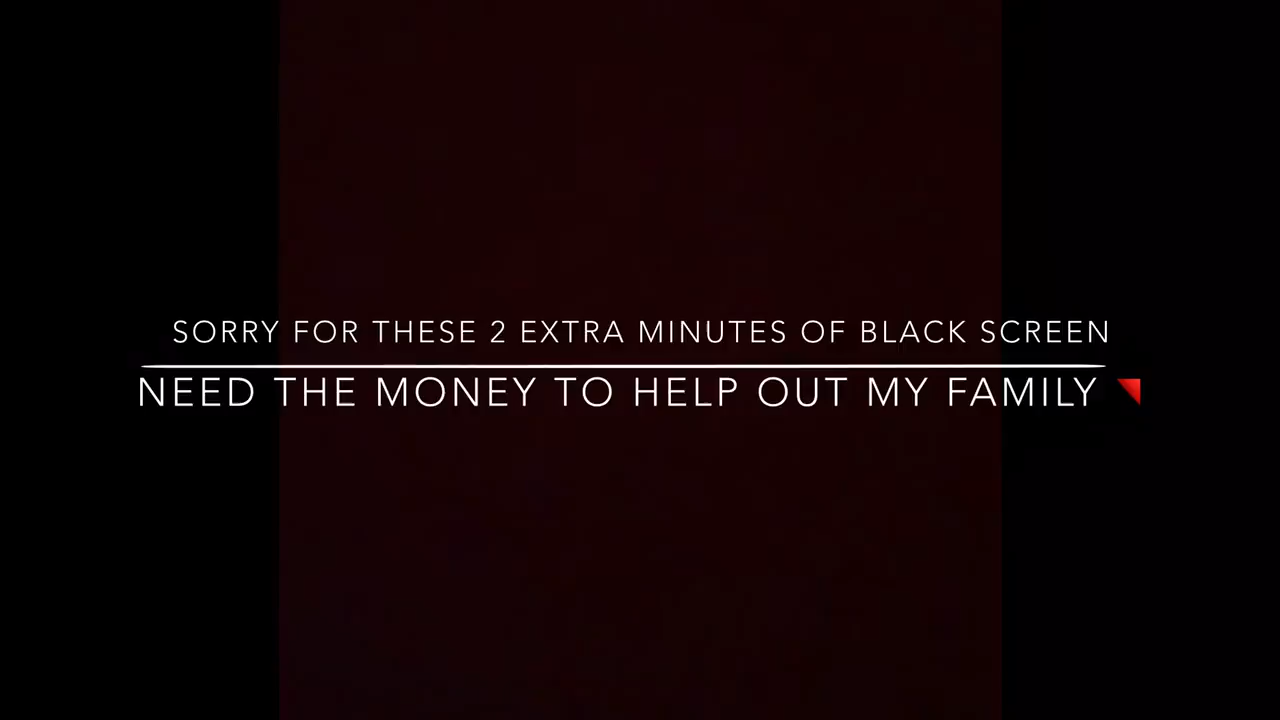 SORRY FOR THESE 2 EXTRA MINUTES OF BLACK SCREEN
NEED THE MONEY TO HELP OUT MY FAMILY